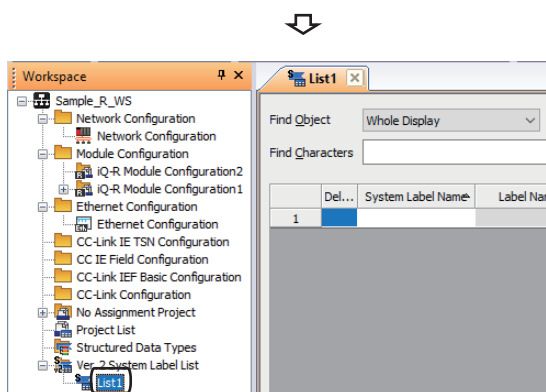 Workspace
Sample_R_WS
Network Configuration
Network Configuration
Module Configuration
iQ-R Module Configuration2
iQ-R Module Configuration1
Ethernet Configuration
Ethernet Configuration
CC-Link IE TSN Configuration
CC IE Field Configuration
CC-Link IEF Basic Configuration
CC-Link Configuration
No Assignment Project
Project List
Structured Data Types
Ver. 2 System Label List
List1
List1
Find Object
Whole Display
Find Characters
Del... System Label Name Label Na
1